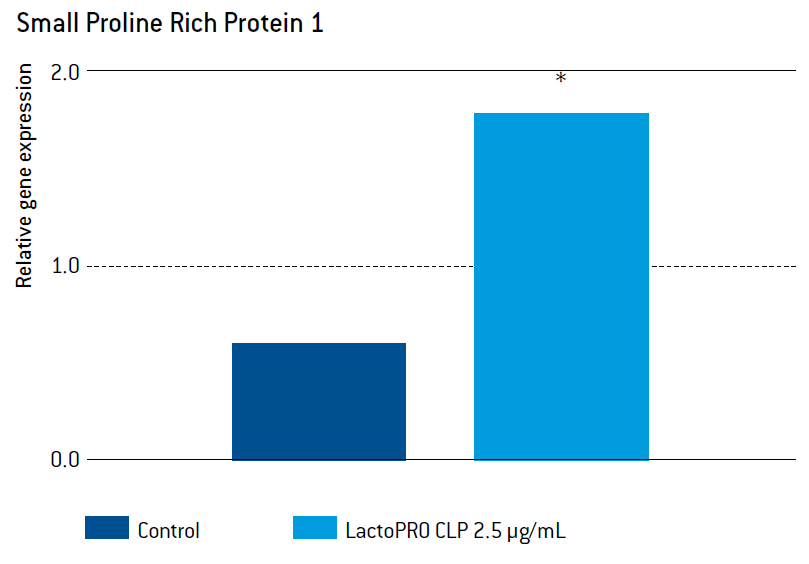 Small Proline Rich Protein 1
Relative gene expression
2.0
*
1.0
0.0
Control
LactoPRO CLP 2.5 µg/mL